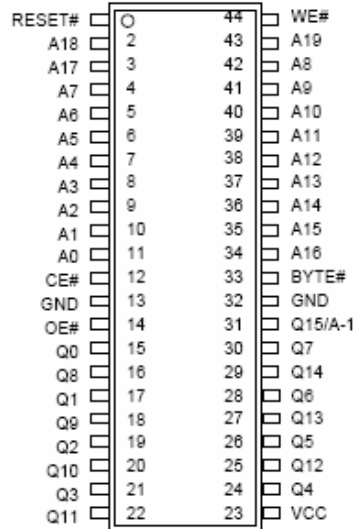 RESET# 44 WE#
A18 2 43 A19
A17 3 42 A8
A7 4 41 A9
A6 5 40 A10
A5 6 39 A11
A4 7 38 A12
A3 8 37 A13
A2 9 36 A14
A1 10 35 A15
A0 11 34 A16
CE# 12 33 BYTE#
GND 13 32 GND
OE# 14 31 Q15/A-1
Q0 15 30 Q7
Q8 16 29 Q14
Q1 17 28 Q6
Q9 18 27 Q13
Q2 19 26 Q5
Q10 20 25 Q12
Q3 21 24 Q4
Q11 22 23 VCC